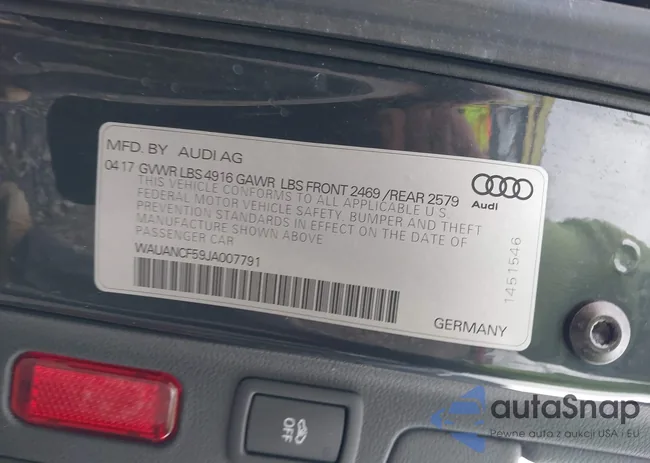 MFD. BY AUDI AG
04 17 GVWR LBS 4916 GAWR LBS FRONT 2469 /REAR 2579
THIS VEHICLE CONFORMS TO ALL APPLICABLE U.S.
FEDERAL MOTOR VEHICLE SAFETY, BUMPER AND THEFT
PREVENTION STANDARDS IN EFFECT ON THE DATE OF
MANUFACTURE SHOWN ABOVE
PASSENGER CAR
WAUANCF59JA007791
Audi
1451546
GERMANY
OFF
autaSnap
Pewne auta z aukcji USA i EU